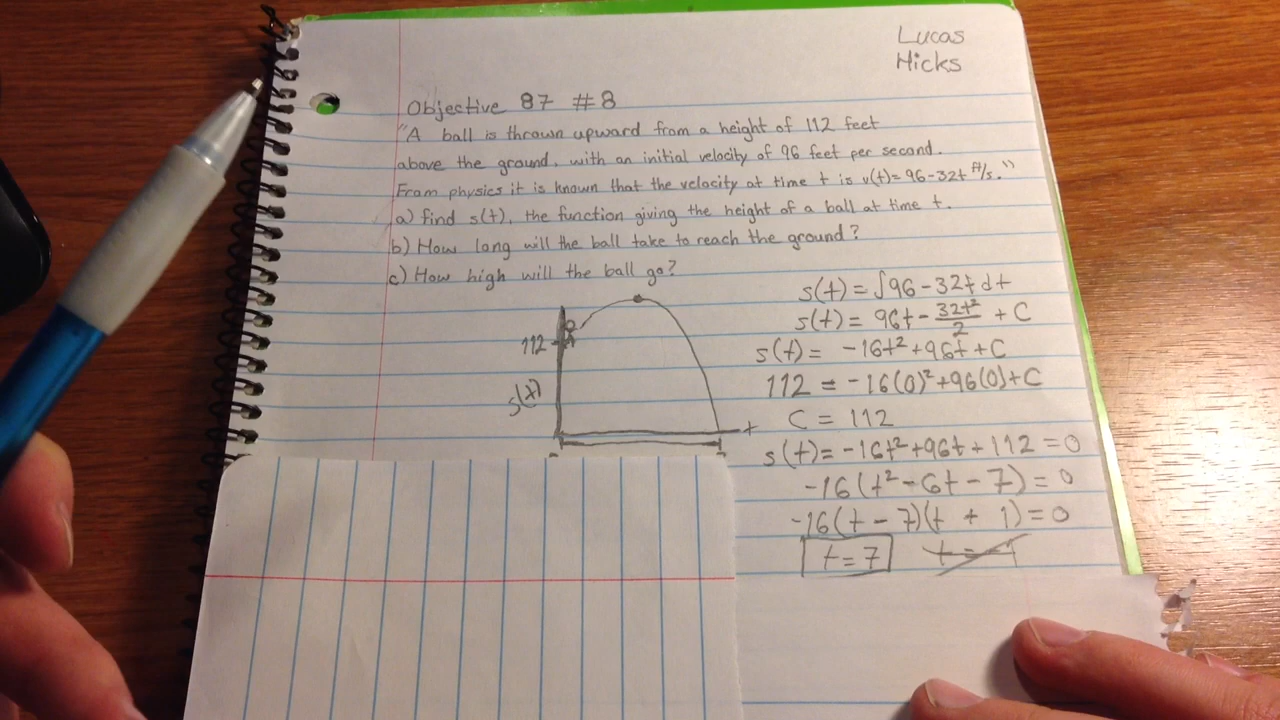 Lucas
Hicks
Objective 87 #8
"A ball is thrown upward from a height of 112 feet
above the ground, with an initial velocity of 96 feet per second.
From physics it is known that the velocity at time t is v(t)=96-32t ft/s."
a) find s(t), the function giving the height of a ball at time t.
b) How long will the ball take to reach the ground?
c) How high will the ball go?
112
s(t)
t
s(t) = ∫96-32t dt
s(t) = 96t - 32t²/2 + C
s(t) = -16t²+96t+C
112 = -16(0)²+96(0)+C
C = 112
s(t)=-16t²+96t+112=0
-16(t²-6t-7)=0
-16(t-7)(t+1)=0
t=7 t=-1